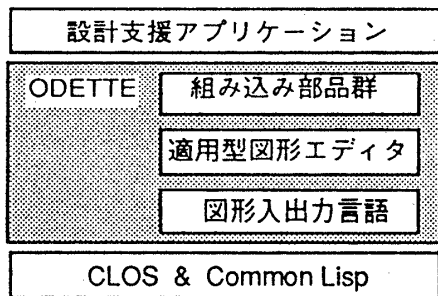 設計支援アプリケーション
ODETTE 組み込み部品群
適用型図形エディタ
図形入出力言語
CLOS & Common Lisp